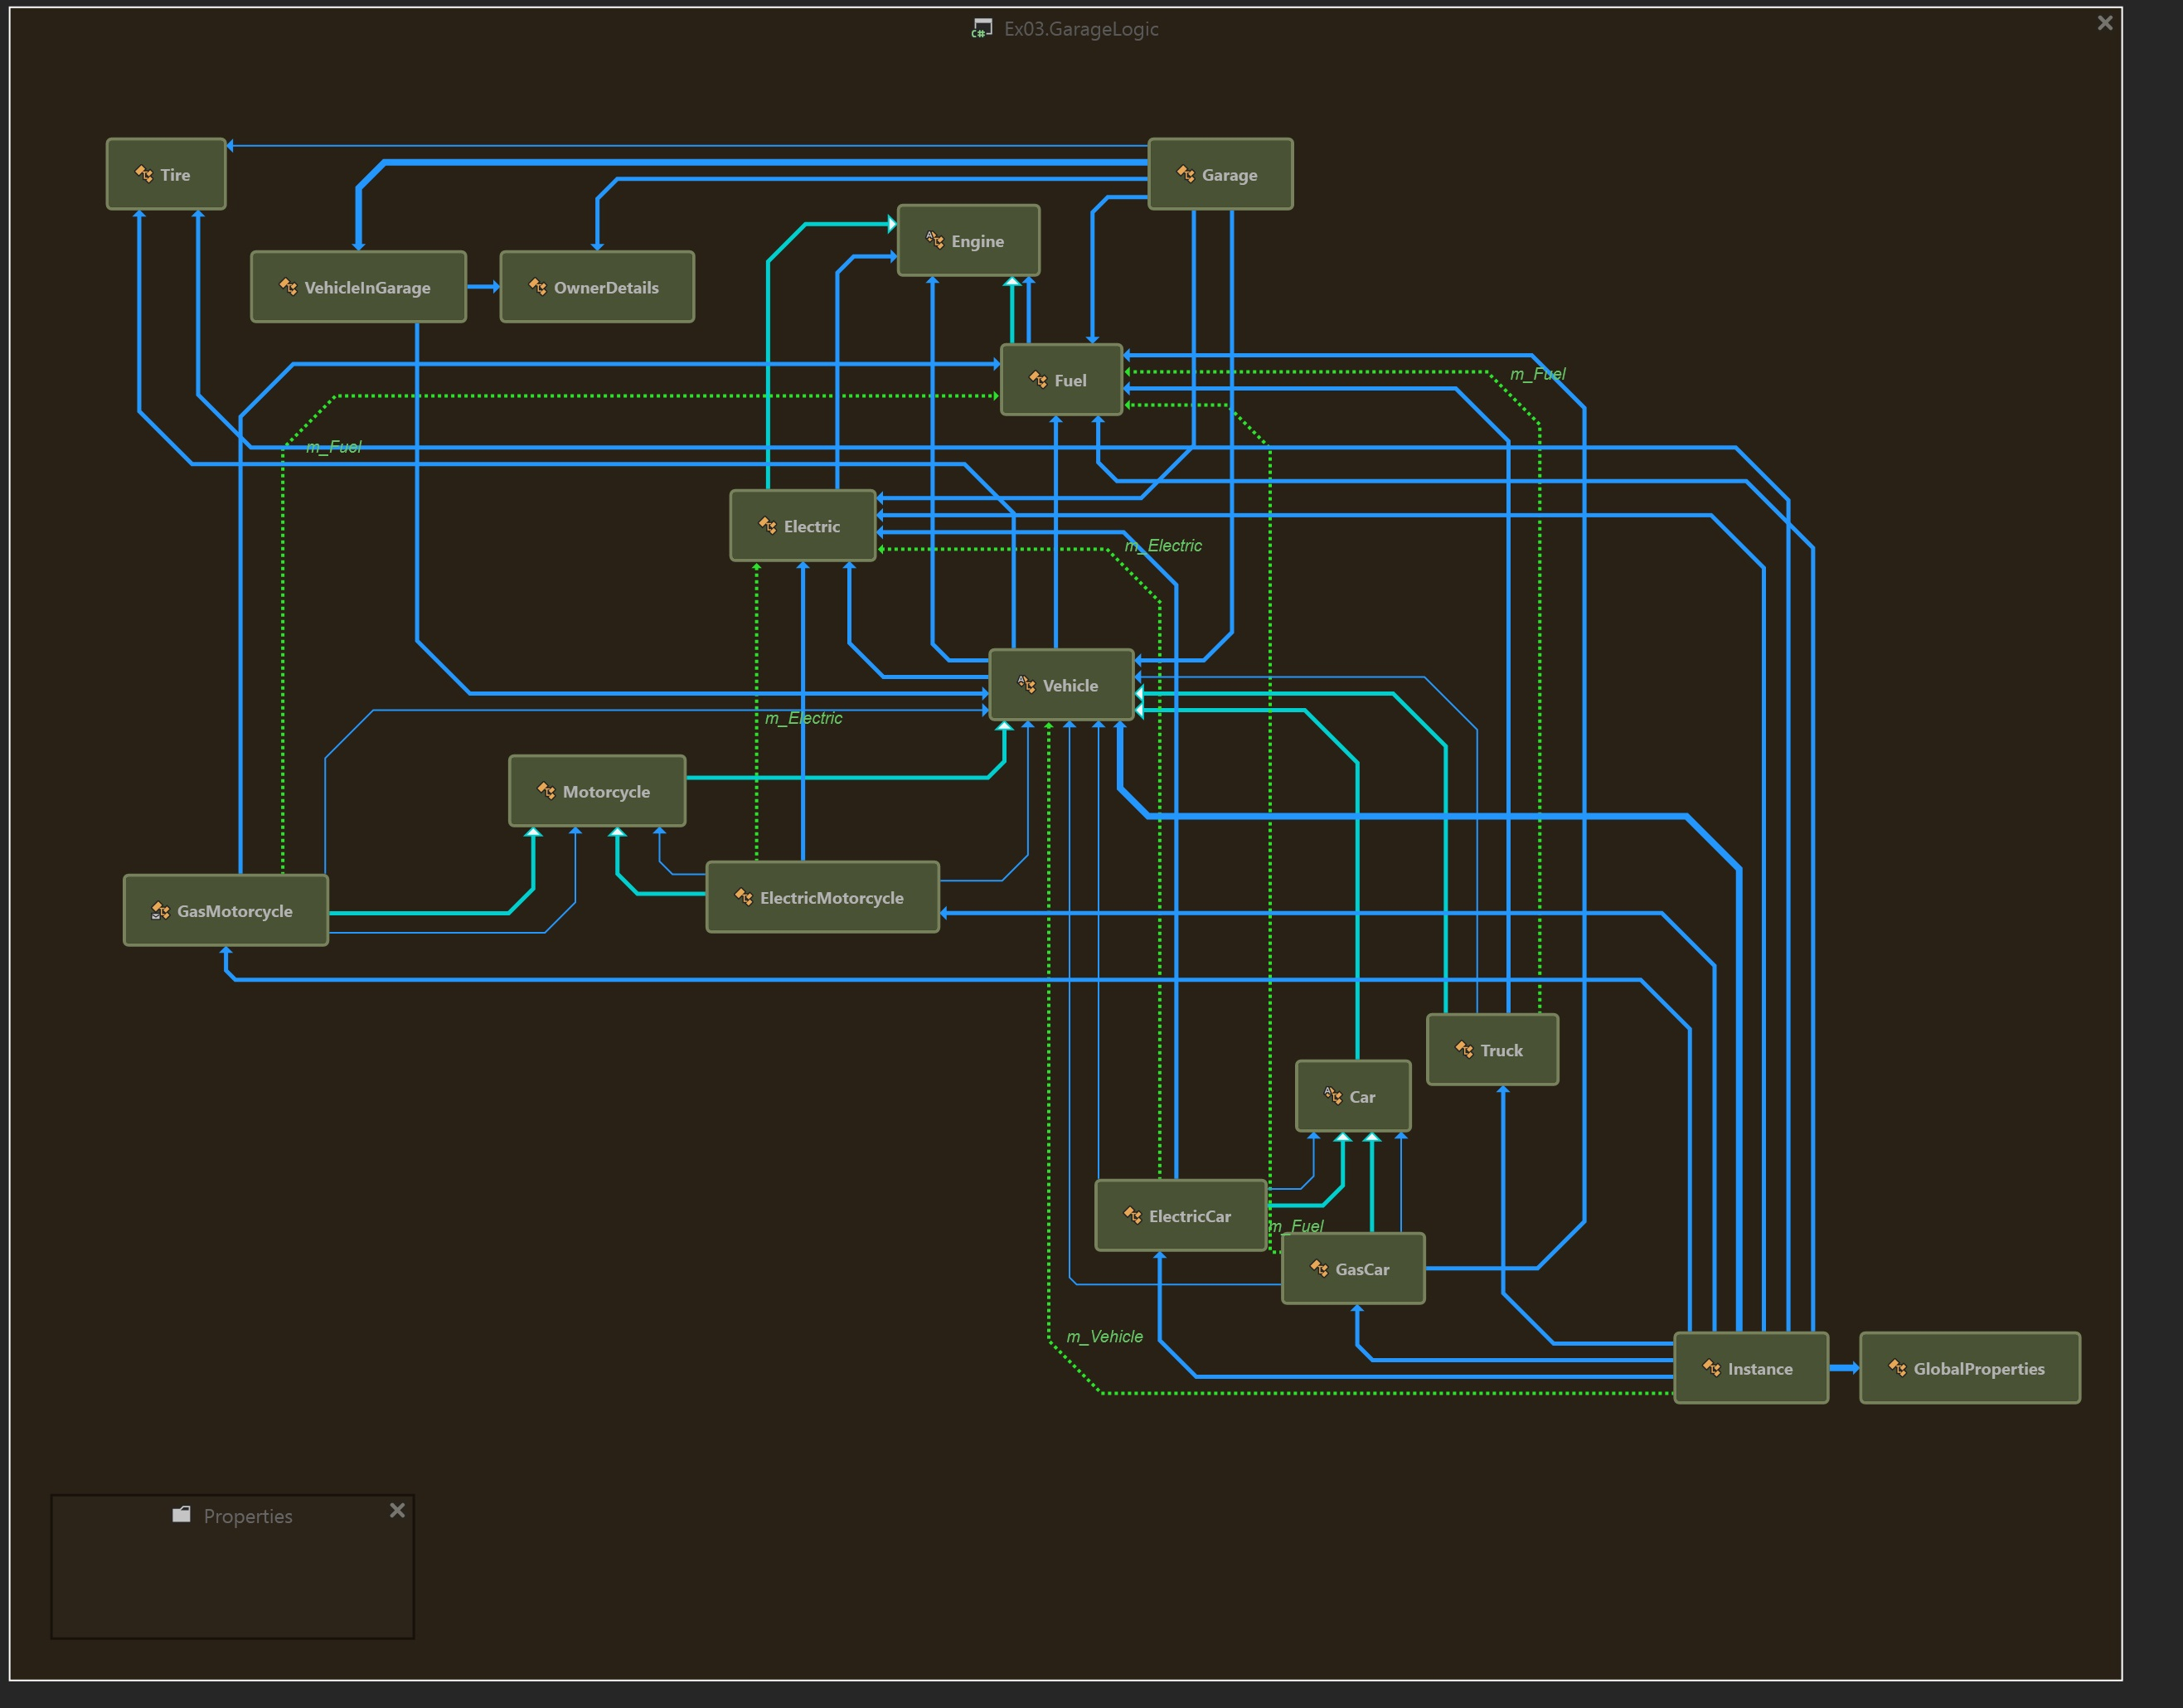 C# Ex03.GarageLogic
Tire
Garage
Engine
VehicleInGarage
OwnerDetails
Fuel
m_Fuel
m_Fuel
Electric
m_Electric
Vehicle
m_Electric
Motorcycle
ElectricMotorcycle
GasMotorcycle
Truck
Car
ElectricCar
m_Fuel
GasCar
m_Vehicle
Instance
GlobalProperties
Properties